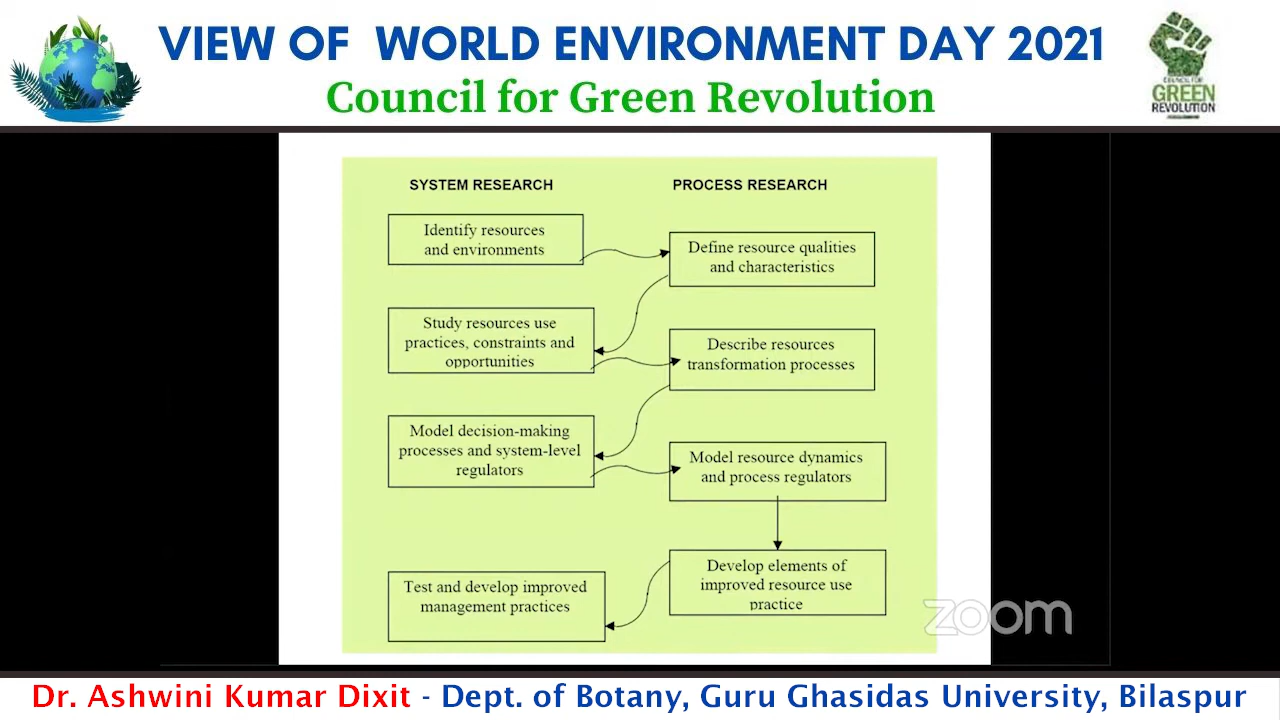 VIEW OF WORLD ENVIRONMENT DAY 2021
Council for Green Revolution
COUNCIL FOR
GREEN
REVOLUTION
SYSTEM RESEARCH
PROCESS RESEARCH
Identify resources
and environments
Define resource qualities
and characteristics
Study resources use
practices, constraints and
opportunities
Describe resources
transformation processes
Model decision-making
processes and system-level
regulators
Model resource dynamics
and process regulators
Develop elements of
improved resource use
practice
Test and develop improved
management practices
zoom
Dr. Ashwini Kumar Dixit - Dept. of Botany, Guru Ghasidas University, Bilaspur